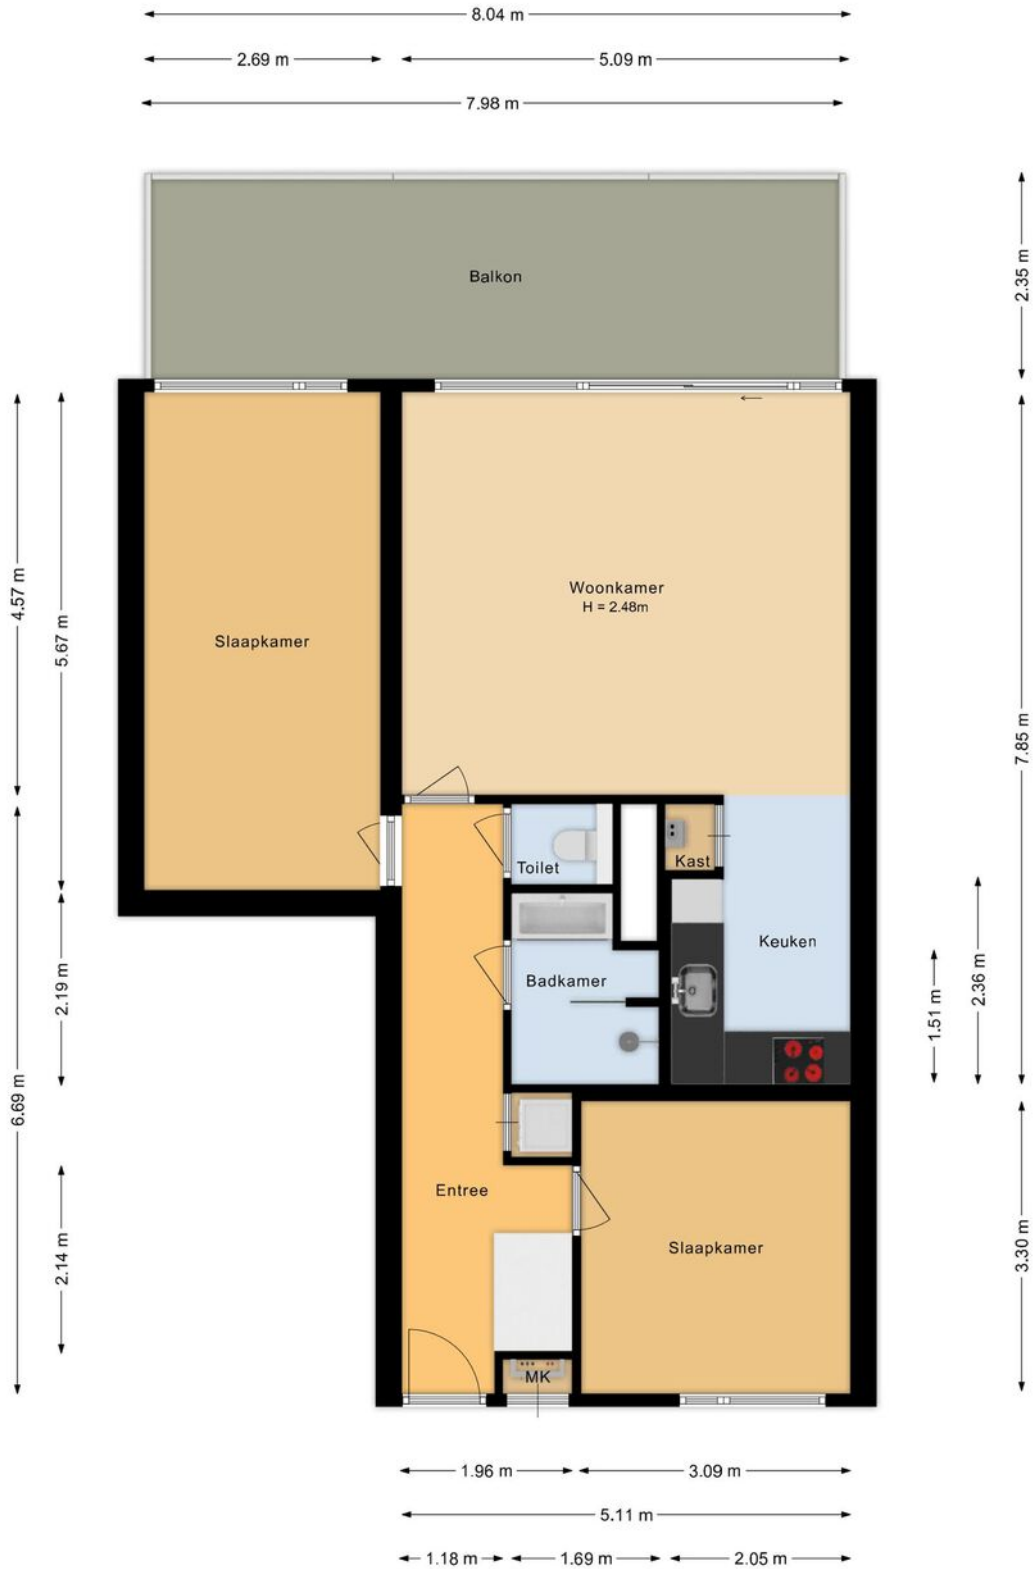 8.04 m
2.69 m
5.09 m
7.98 m
2.35 m
Balkon
4.57 m
5.67 m
Woonkamer
H = 2.48m
Slaapkamer
7.85 m
Toilet
Kast
Keuken
Badkamer
2.19 m
2.36 m
1.51 m
6.69 m
Entree
Slaapkamer
2.14 m
3.30 m
MK
1.96 m
3.09 m
5.11 m
1.18 m
1.69 m
2.05 m